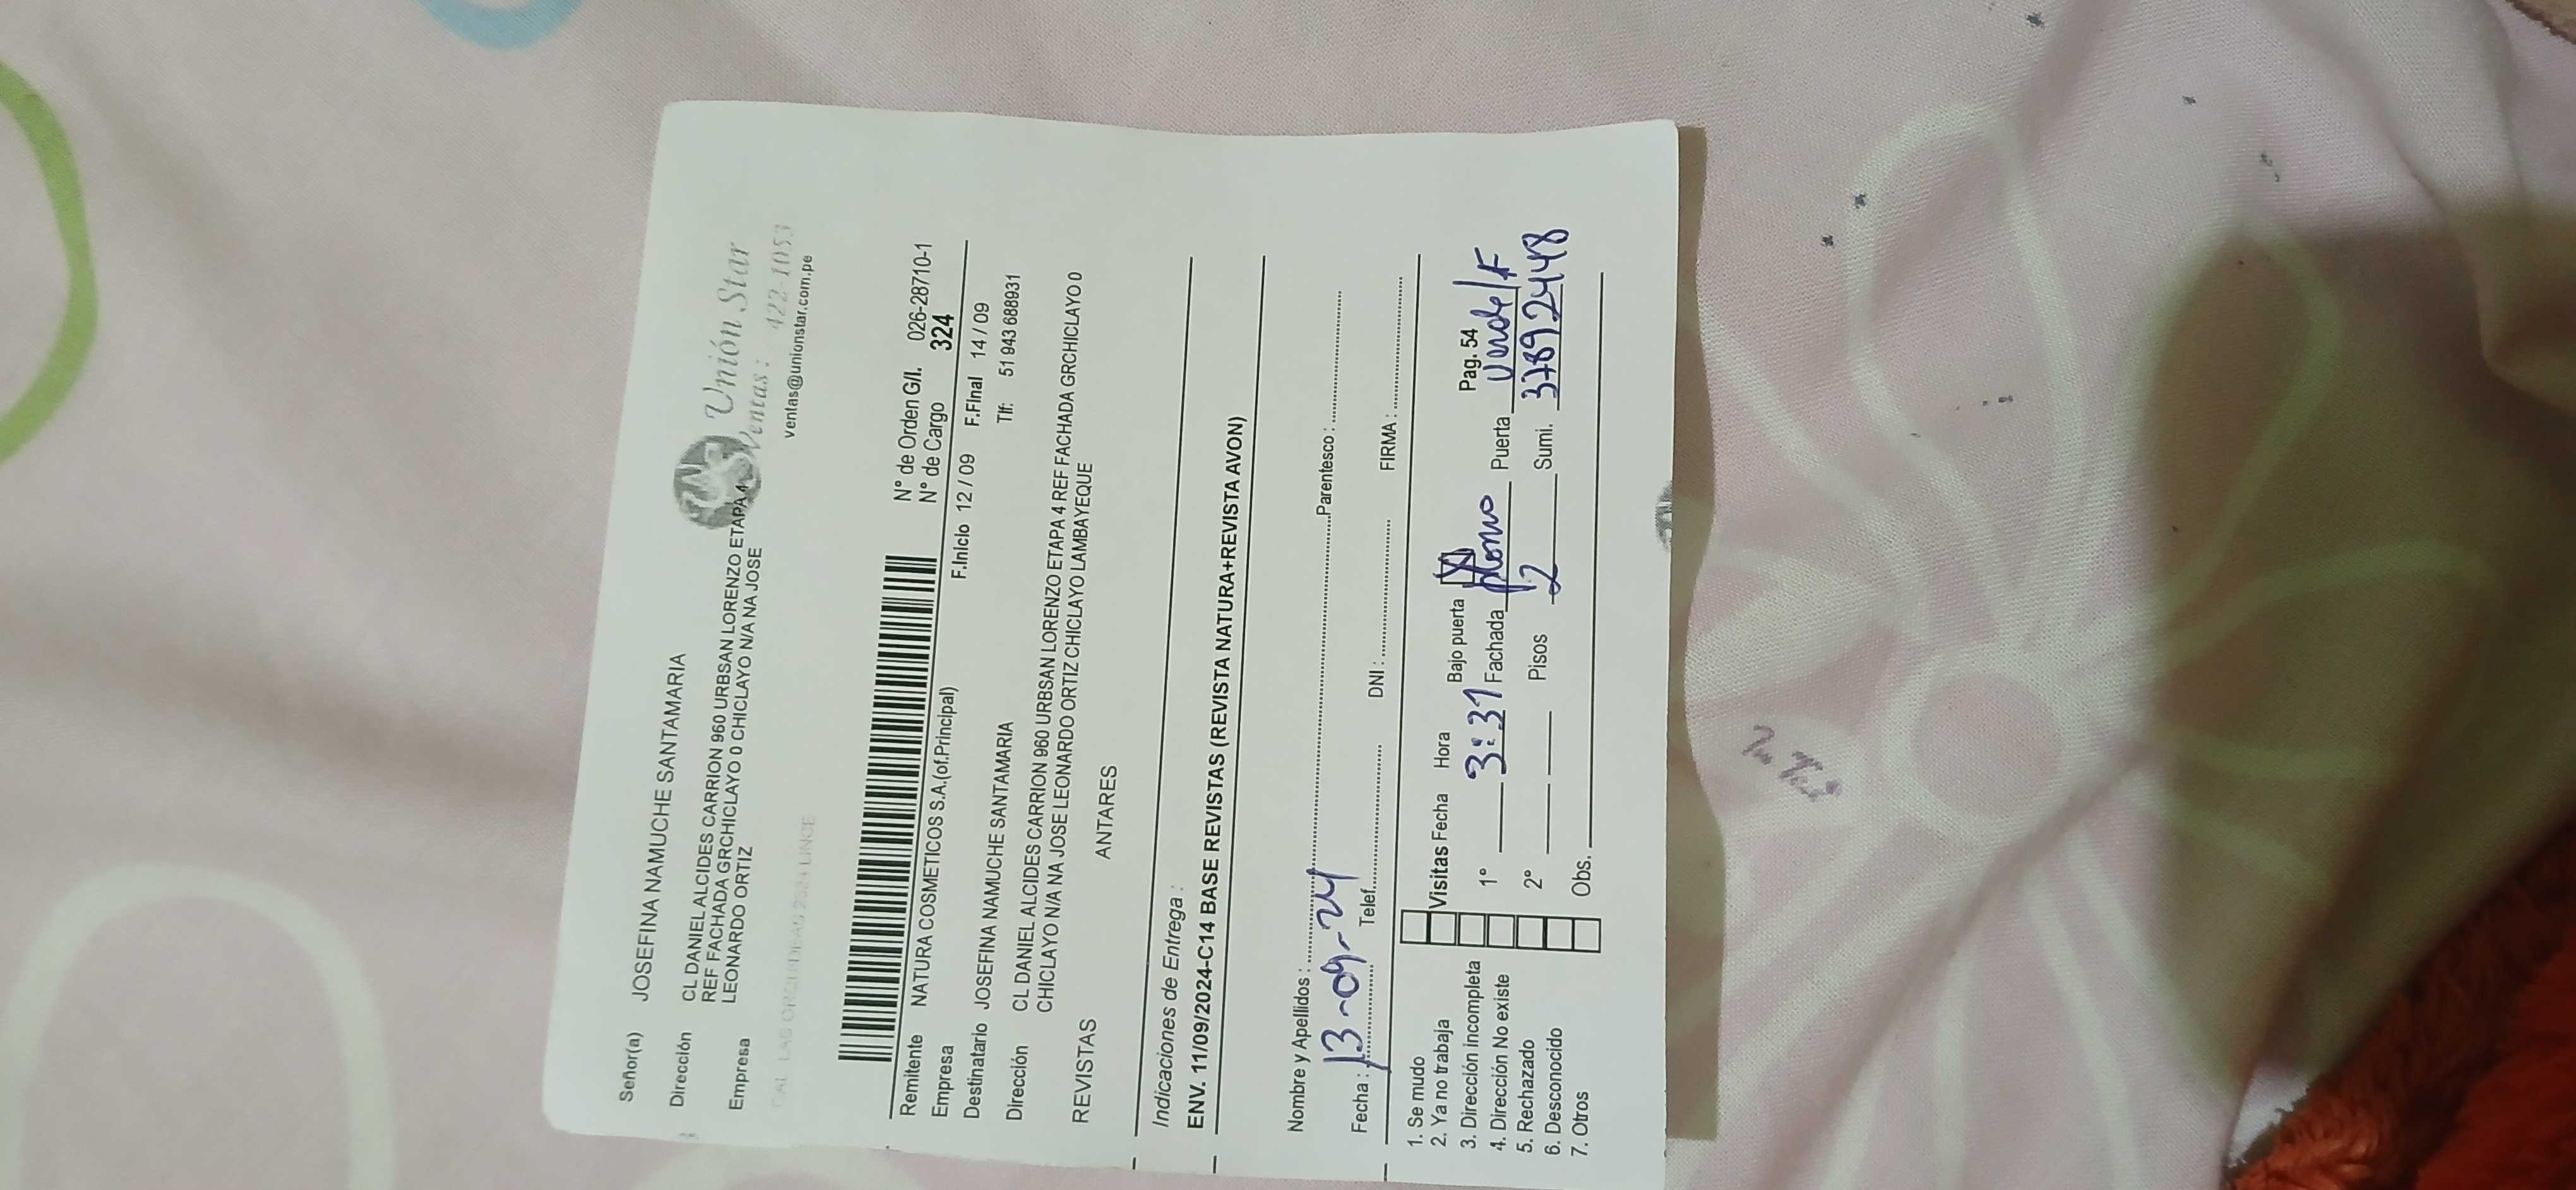 Señor(a) JOSEFINA NAMUCHE SANTAMARIA
Unión Star
Dirección CL DANIEL ALCIDES CARRION 960 URBSAN LORENZO ETAPA 4
REF FACHADA GRCHICLAYO 0 CHICLAYO N/A NA JOSE
Empresa LEONARDO ORTIZ
Ventas: 422-1053
ventas@unionstar.com.pe
Remitente NATURA COSMETICOS S.A.(of.Principal)
N° de Orden G/I. 026-28710-1
Empresa
N° de Cargo 324
F.Inicio 12 / 09 F.FInal 14 / 09
Destinatario JOSEFINA NAMUCHE SANTAMARIA
Tlf: 51 943 688931
Dirección CL DANIEL ALCIDES CARRION 960 URBSAN LORENZO ETAPA 4 REF FACHADA GRCHICLAYO 0
CHICLAYO N/A NA JOSE LEONARDO ORTIZ CHICLAYO LAMBAYEQUE
REVISTAS ANTARES
Indicaciones de Entrega :
ENV. 11/09/2024-C14 BASE REVISTAS (REVISTA NATURA+REVISTA AVON)
Nombre y Apellidos : Parentesco :
Fecha : 13-09-24 Telef. DNI : FIRMA :
1. Se mudo
2. Ya no trabaja
3. Dirección incompleta
4. Dirección No existe
5. Rechazado
6. Desconocido
7. Otros
Visitas Fecha Hora Bajo puerta X Pag. 54
1° 3:31 Fachada plomo Puerta Verde/F
2° Pisos 2 Sumi. 37892448
Obs.